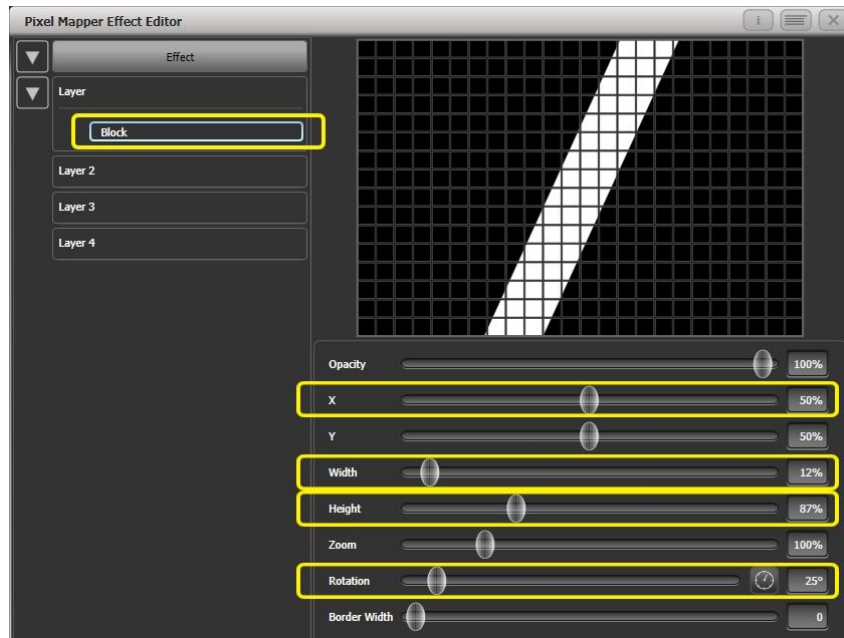 Pixel Mapper Effect Editor
i
Effect
Layer
Block
Layer 2
Layer 3
Layer 4
Opacity 100%
X 50%
Y 50%
Width 12%
Height 87%
Zoom 100%
Rotation 25°
Border Width 0